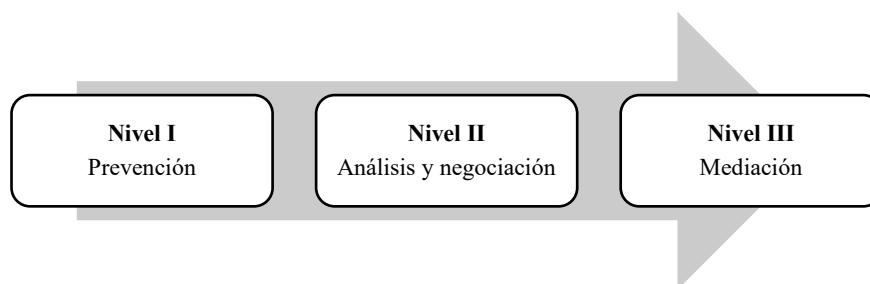 Nivel I
Prevención
Nivel II
Análisis y negociación
Nivel III
Mediación